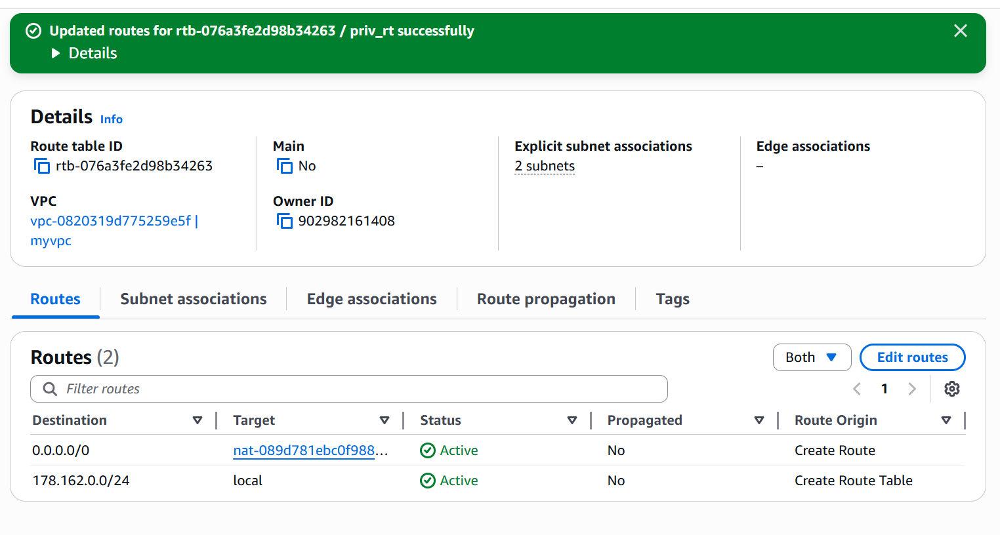 Updated routes for rtb-076a3fe2d98b34263 / priv_rt successfully
Details
Details Info
Route table ID
rtb-076a3fe2d98b34263
Main
No
Explicit subnet associations
2 subnets
Edge associations
–
VPC
vpc-0820319d775259e5f |
myvpc
Owner ID
902982161408
Routes Subnet associations Edge associations Route propagation Tags
Routes (2)
Both Edit routes
Filter routes
1
Destination Target Status Propagated Route Origin
0.0.0.0/0 nat-089d781ebc0f988... Active No Create Route
178.162.0.0/24 local Active No Create Route Table